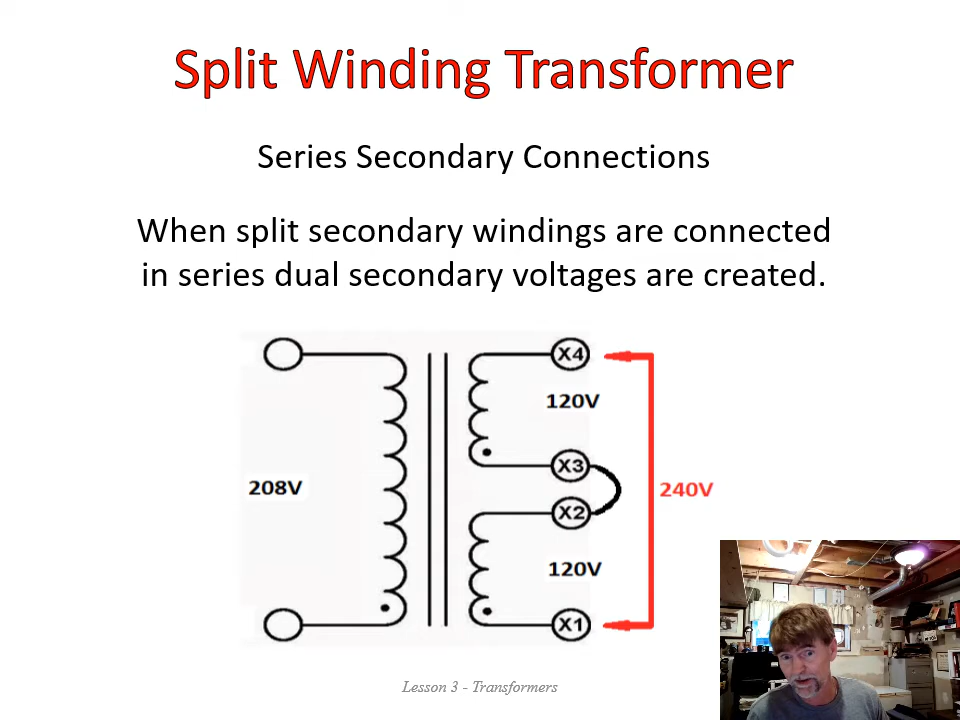 Split Winding Transformer
Series Secondary Connections
When split secondary windings are connected
in series dual secondary voltages are created.
X4
120V
X3
208V
240V
X2
120V
X1
Lesson 3 - Transformers